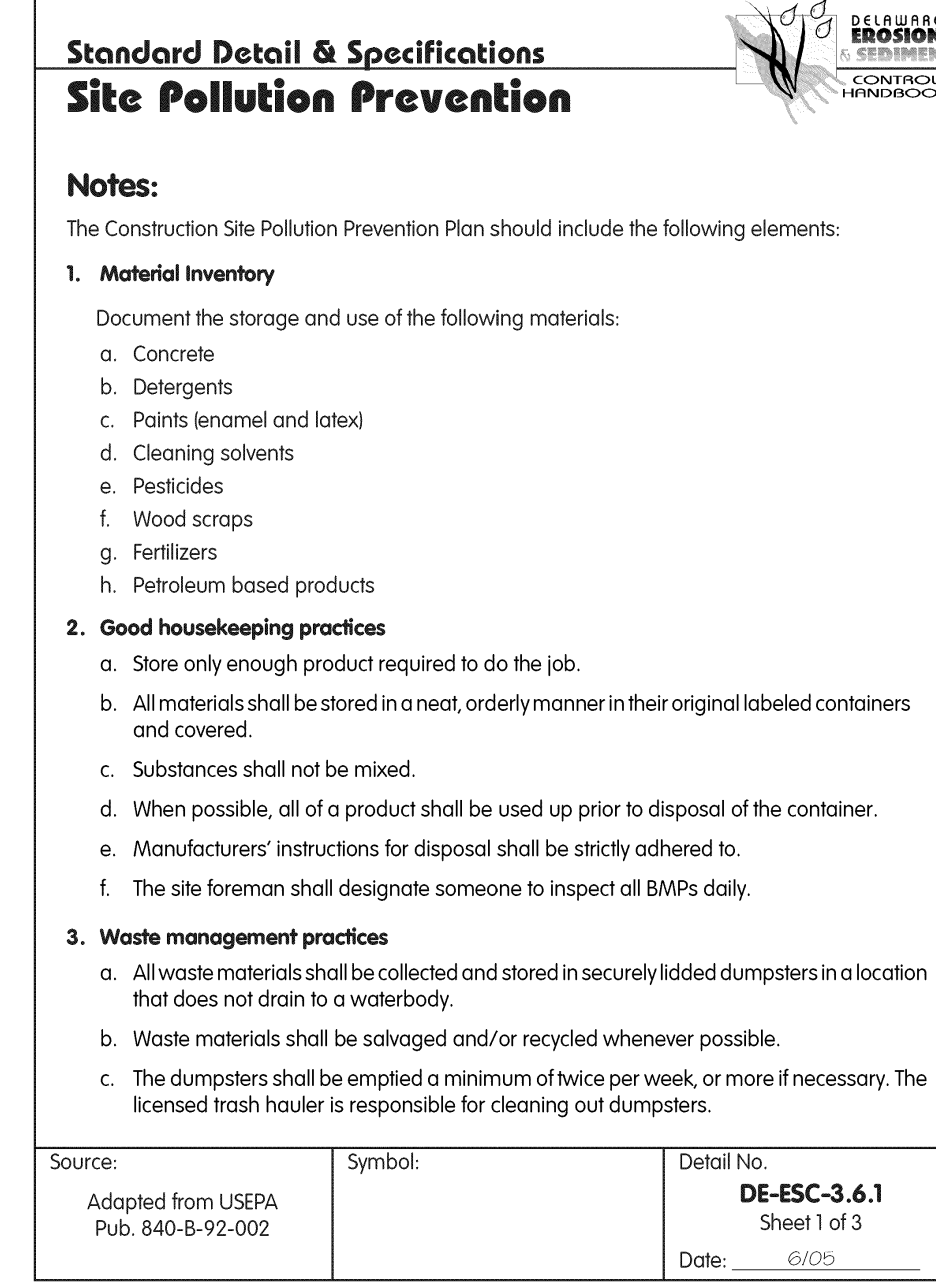 Standard Detail & Specifications
Site Pollution Prevention
DELAWARE
EROSION
& SEDIMENT
CONTROL
HANDBOO
Notes:
The Construction Site Pollution Prevention Plan should include the following elements:
1. Material Inventory
Document the storage and use of the following materials:
a. Concrete
b. Detergents
c. Paints (enamel and latex)
d. Cleaning solvents
e. Pesticides
f. Wood scraps
g. Fertilizers
h. Petroleum based products
2. Good housekeeping practices
a. Store only enough product required to do the job.
b. All materials shall be stored in a neat, orderly manner in their original labeled containers
and covered.
c. Substances shall not be mixed.
d. When possible, all of a product shall be used up prior to disposal of the container.
e. Manufacturers’ instructions for disposal shall be strictly adhered to.
f. The site foreman shall designate someone to inspect all BMPs daily.
3. Waste management practices
a. All waste materials shall be collected and stored in securely lidded dumpsters in a location
that does not drain to a waterbody.
b. Waste materials shall be salvaged and/or recycled whenever possible.
c. The dumpsters shall be emptied a minimum of twice per week, or more if necessary. The
licensed trash hauler is responsible for cleaning out dumpsters.
Source:
Adapted from USEPA
Pub. 840-B-92-002
Symbol:
Detail No.
DE-ESC-3.6.1
Sheet 1 of 3
Date: 6/05